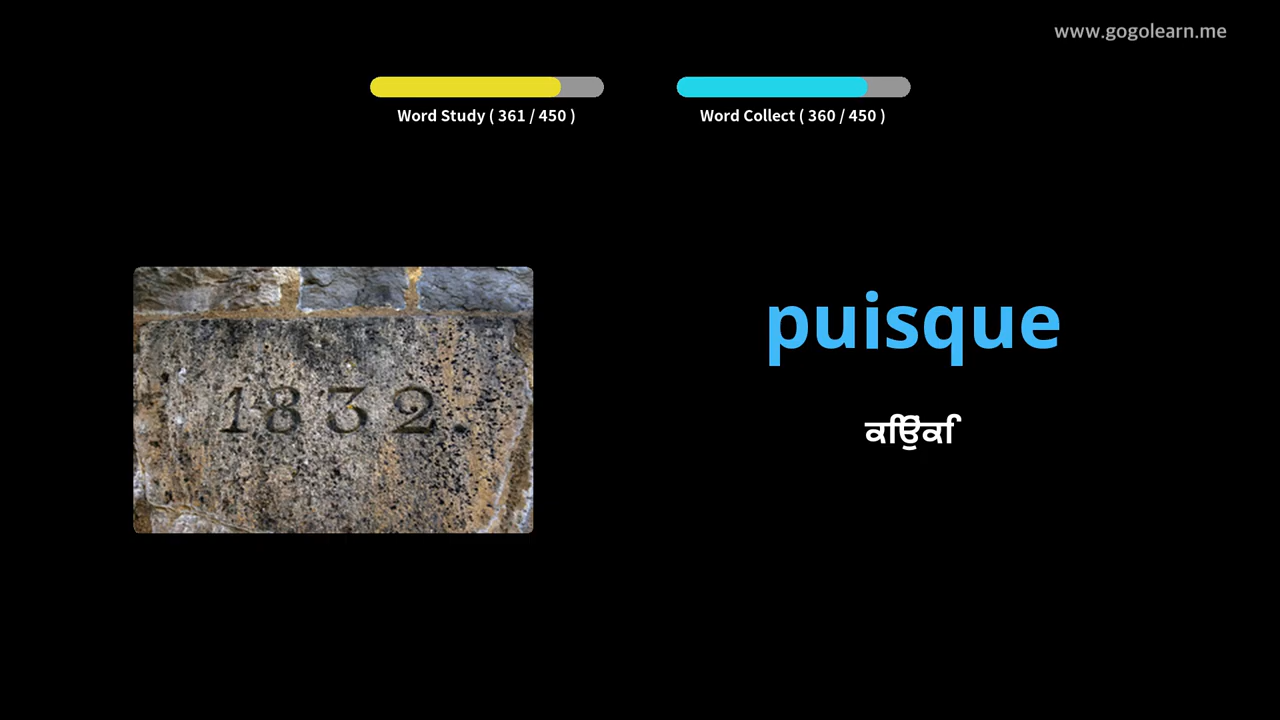 www.gogolearn.me
Word Study ( 361 / 450 )
Word Collect ( 360 / 450 )
1832.
puisque
ਕਿਉਂਕਿ